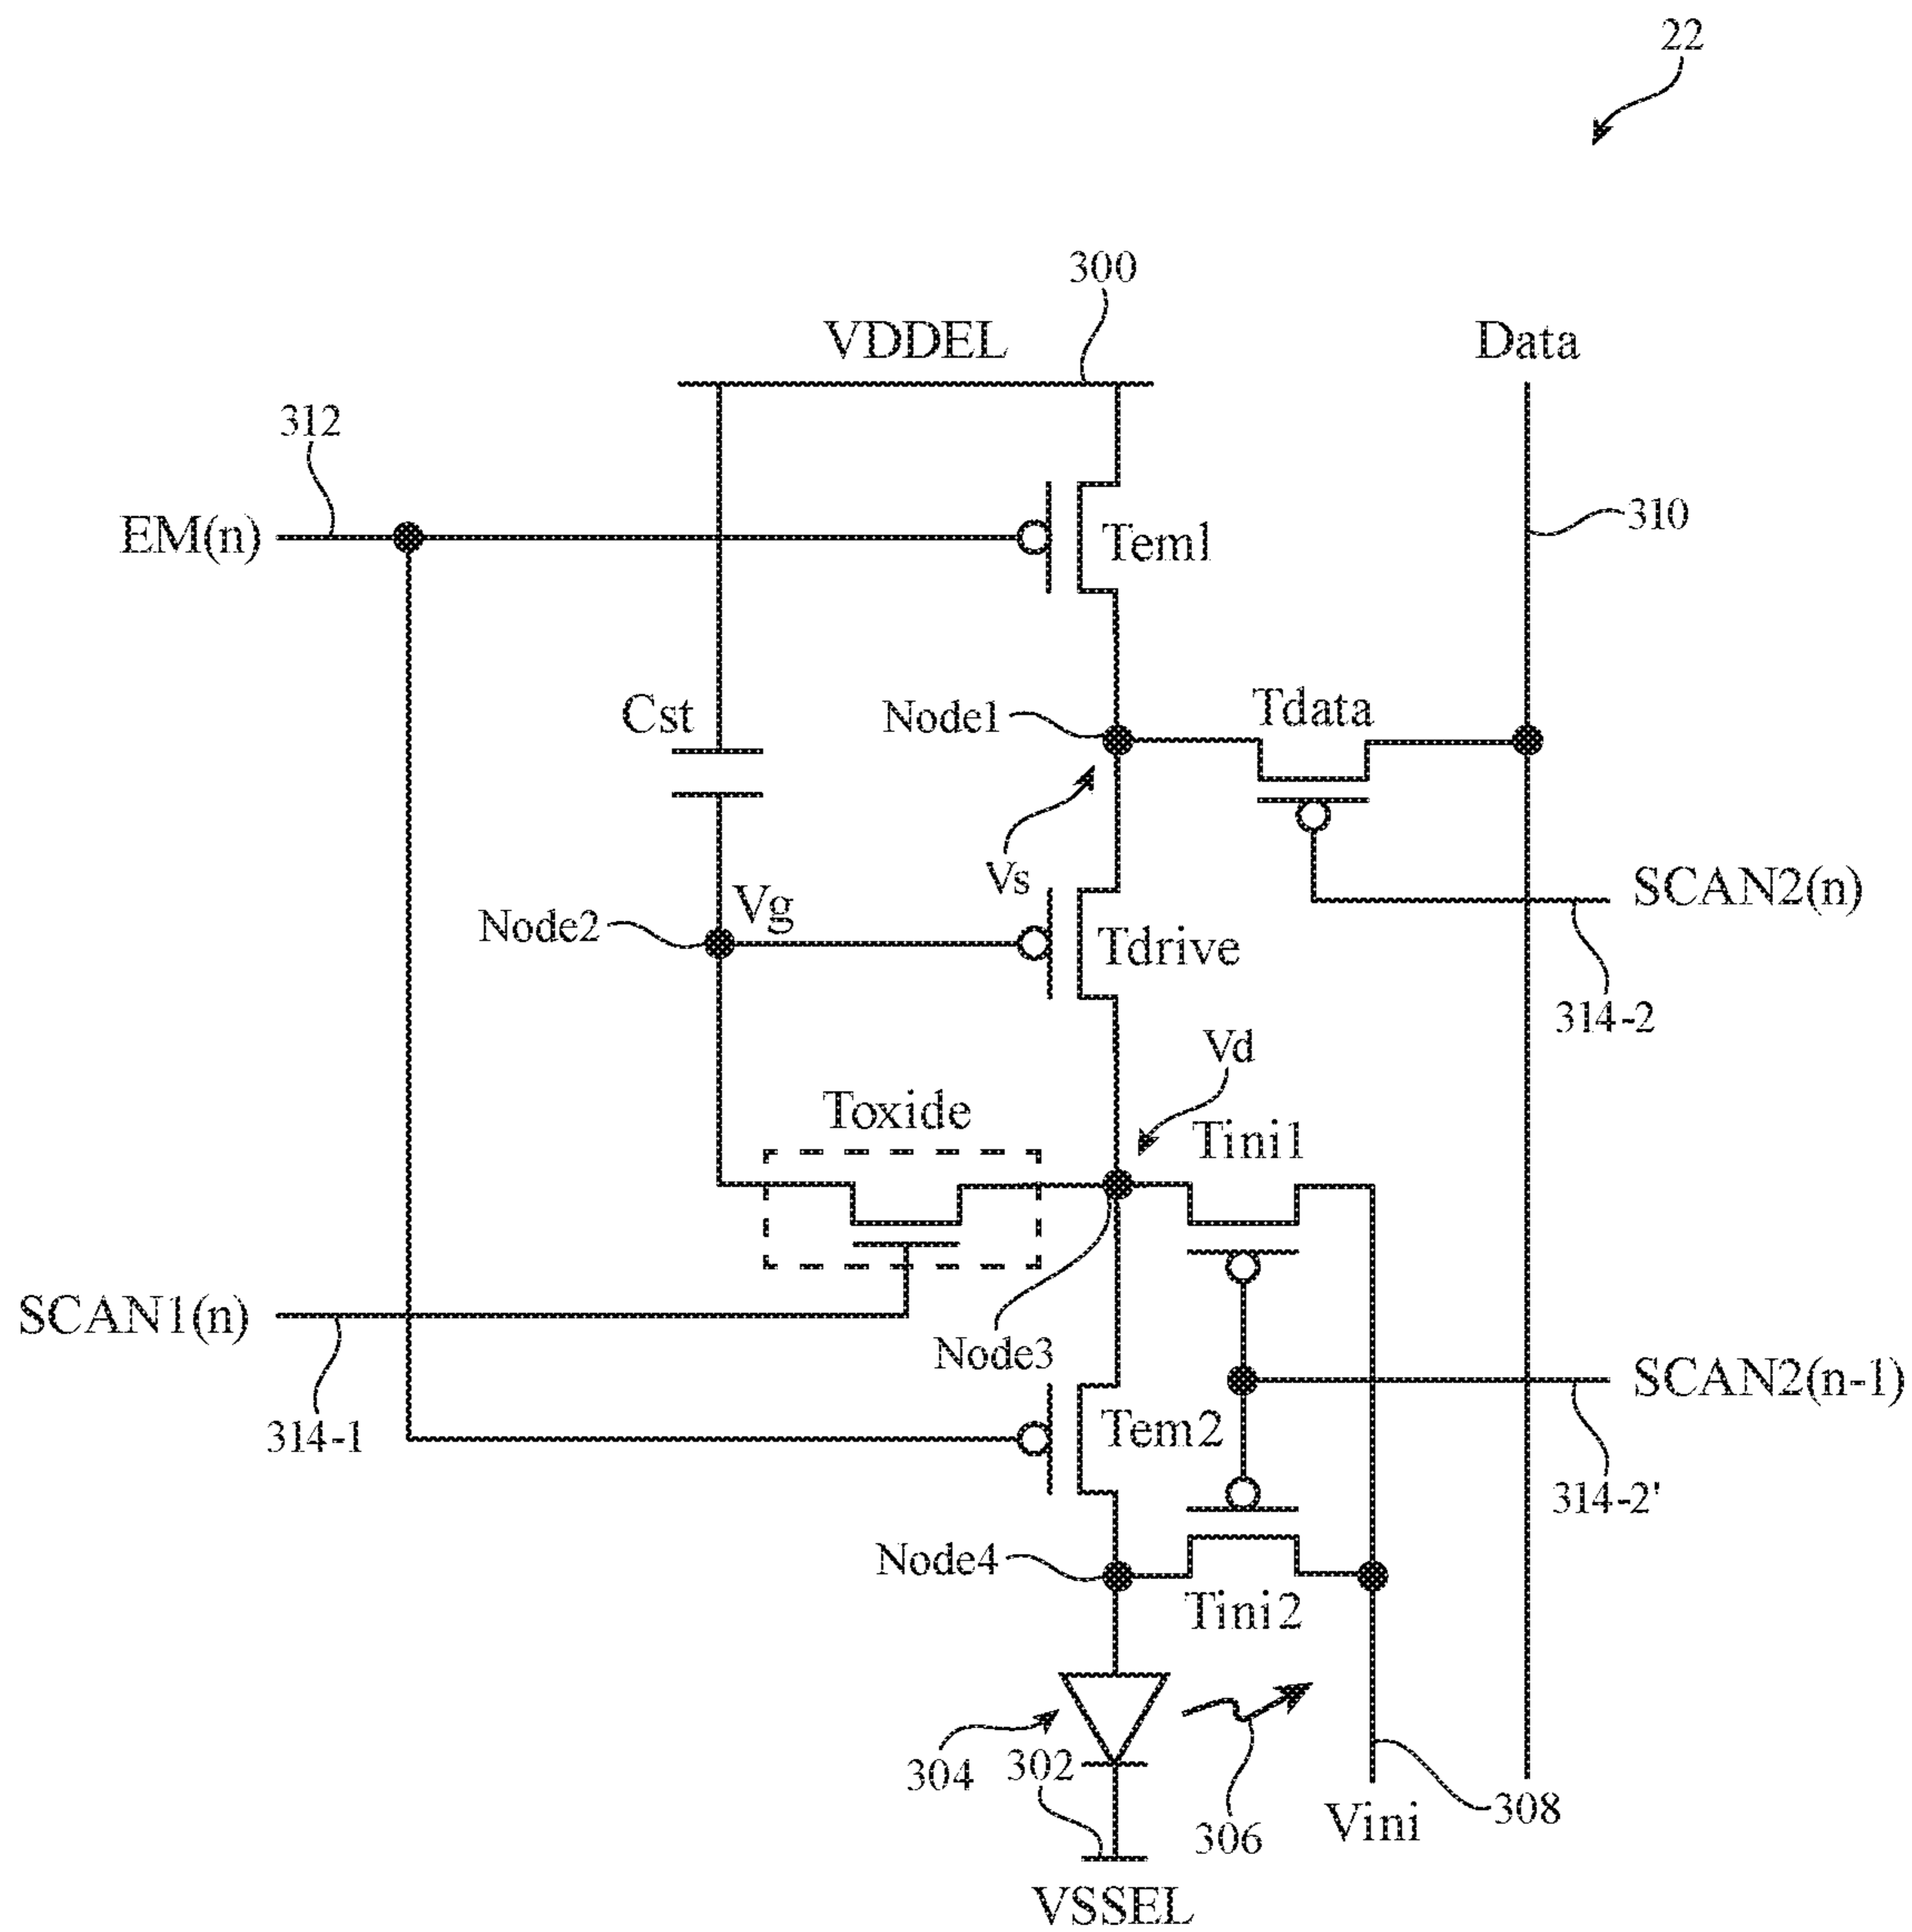 22
300
VDDEL
Data
312
310
EM(n)
Tem1
Cst
Node1
Tdata
Vs
SCAN2(n)
Vg
Node2
Tdrive
314-2
Vd
Toxide
Tini1
SCAN1(n)
Node3
SCAN2(n-1)
314-1
Tem2
314-2'
Node4
Tini2
304
302
306
Vini
308
VSSEL